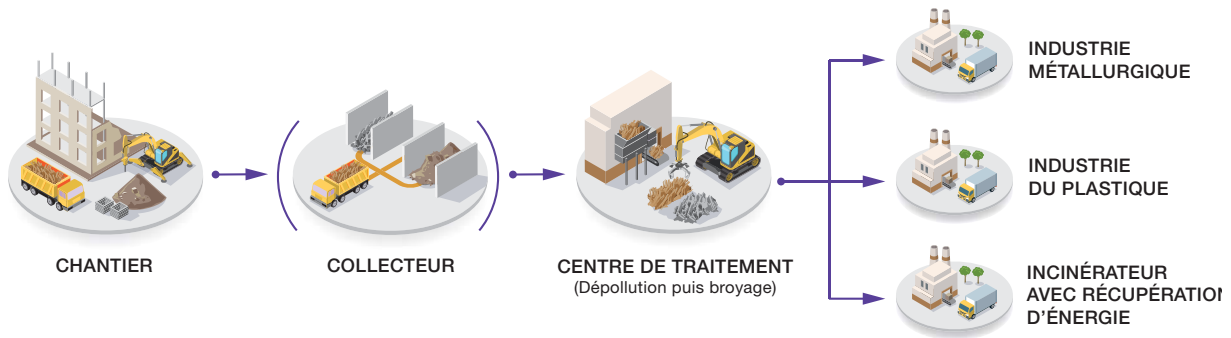 CHANTIER
COLLECTEUR
CENTRE DE TRAITEMENT
(Dépollution puis broyage)
INDUSTRIE
MÉTALLURGIQUE
INDUSTRIE
DU PLASTIQUE
INCINÉRATEUR
AVEC RÉCUPÉRATION
D’ÉNERGIE